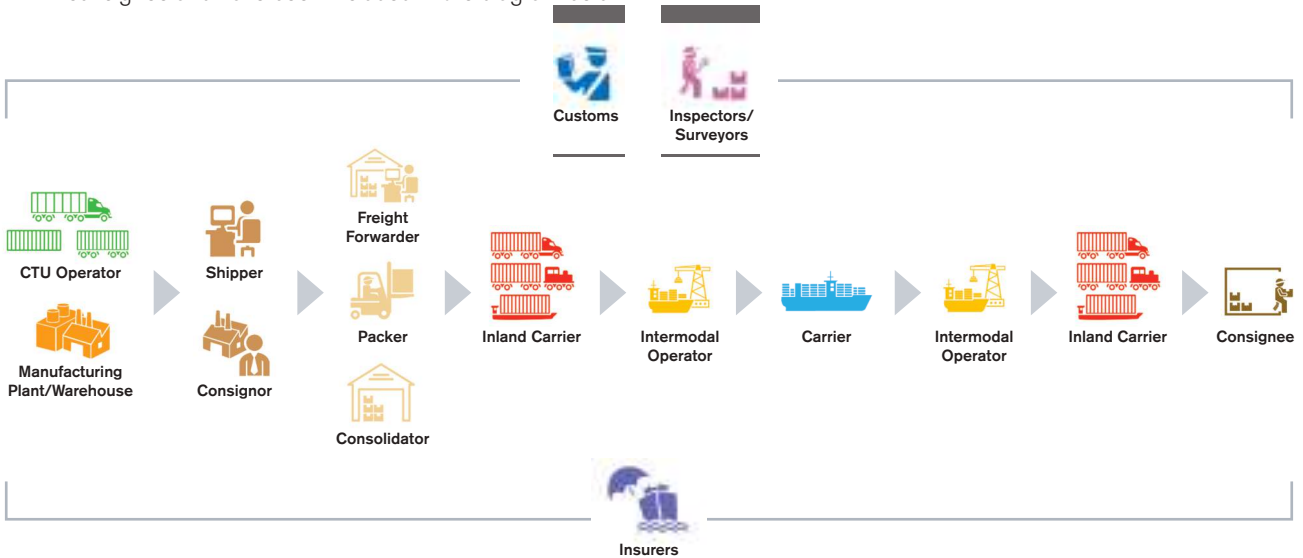 Customs
Inspectors/
Surveyors
Freight
Forwarder
CTU Operator
Shipper
Packer
Inland Carrier
Intermodal
Operator
Carrier
Intermodal
Operator
Inland Carrier
Consignee
Manufacturing
Plant/Warehouse
Consignor
Consolidator
Insurers